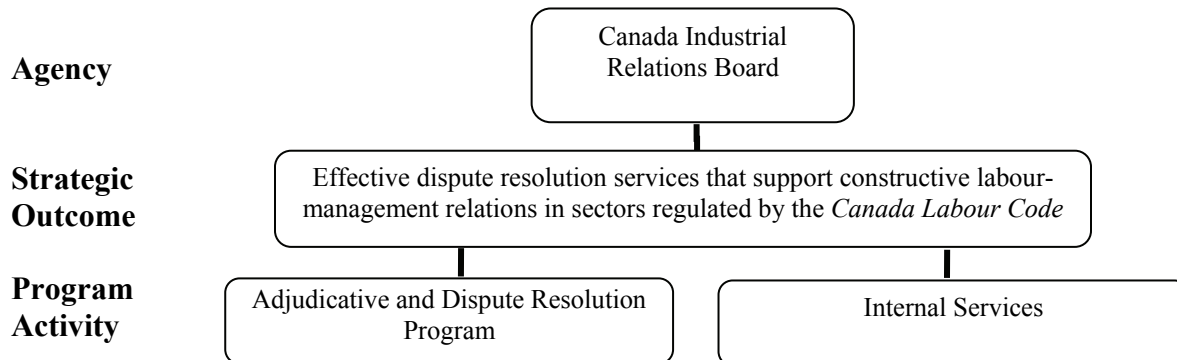 Agency
Canada Industrial
Relations Board
Strategic
Outcome
Effective dispute resolution services that support constructive labour-
management relations in sectors regulated by the Canada Labour Code
Program
Activity
Adjudicative and Dispute Resolution
Program
Internal Services